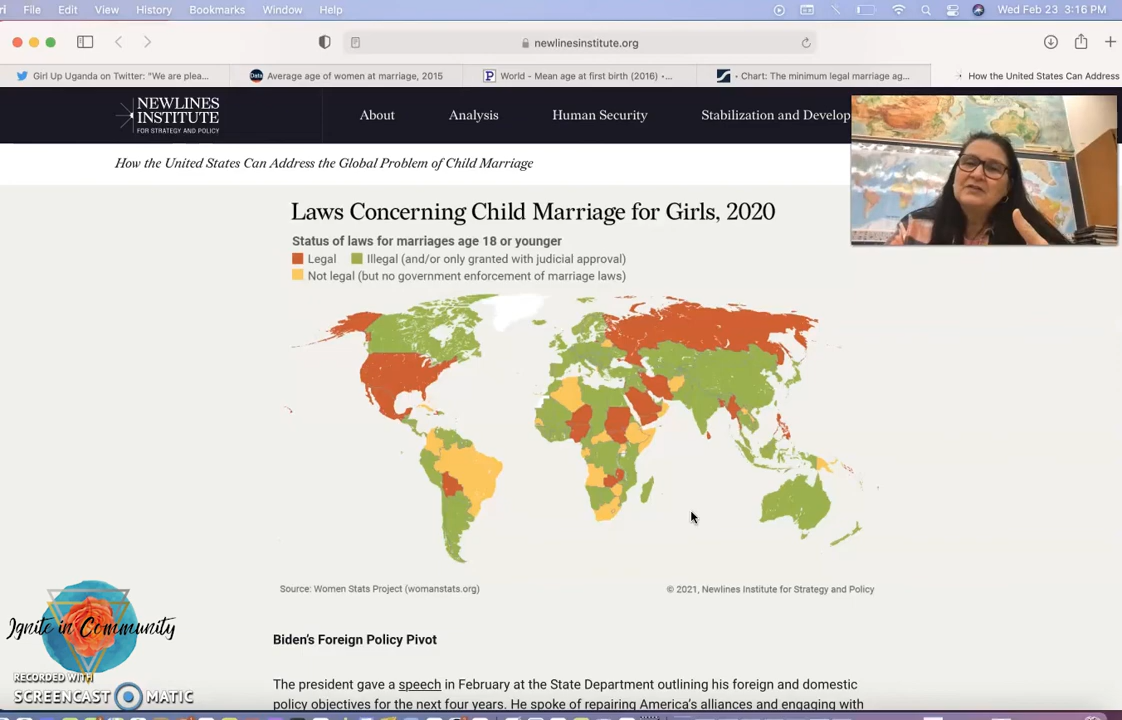 ri File Edit View History Bookmarks Window Help Wed Feb 23 3:16 PM
newlinesinstitute.org
Girl Up Uganda on Twitter: "We are plea...
Data Average age of women at marriage, 2015
P World - Mean age at first birth (2016) •...
• Chart: The minimum legal marriage ag...
How the United States Can Address
NEWLINES
INSTITUTE
FOR STRATEGY AND POLICY
About Analysis Human Security Stabilization and Develop
How the United States Can Address the Global Problem of Child Marriage
Laws Concerning Child Marriage for Girls, 2020
Status of laws for marriages age 18 or younger
Legal Illegal (and/or only granted with judicial approval)
Not legal (but no government enforcement of marriage laws)
Source: Women Stats Project (womanstats.org) © 2021, Newlines Institute for Strategy and Policy
Ignite in Community
Biden's Foreign Policy Pivot
RECORDED WITH
SCREENCAST MATIC
The president gave a speech in February at the State Department outlining his foreign and domestic
policy objectives for the next four years. He spoke of repairing America's alliances and engaging with